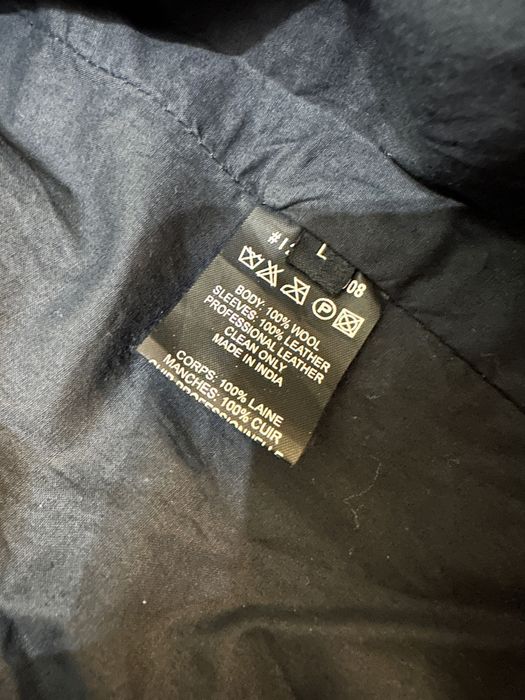 L
08
P
BODY: 100% WOOL
SLEEVES: 100% LEATHER
PROFESSIONAL LEATHER
CLEAN ONLY
MADE IN INDIA
CORPS: 100% LAINE
MANCHES: 100% CUIR